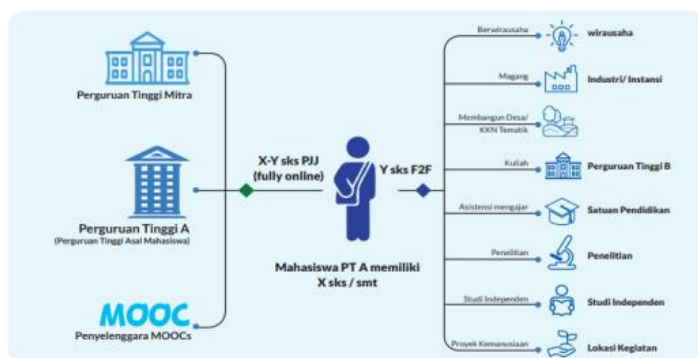 Perguruan Tinggi Mitra
Perguruan Tinggi A
(Perguruan Tinggi Asal Mahasiswa)
MOOC
Penyelenggara MOOCs
X-Y sks PJJ
(fully online)
Y sks F2F
Mahasiswa PT A memiliki
X sks / smt
Berwirausaha
wirausaha
Magang
Industri/ Instansi
Membangun Desa/
KKN Tematik
Kuliah
Perguruan Tinggi B
Asistensi mengajar
Satuan Pendidikan
Penelitian
Penelitian
Studi Independen
Studi Independen
Proyek Kemanusiaan
Lokasi Kegiatan